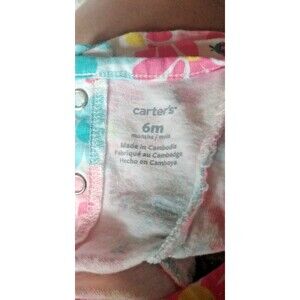 carter's
6m
months / mois
Made in Cambodia
Fabriqué au Cambodge
Hecho en Camboya